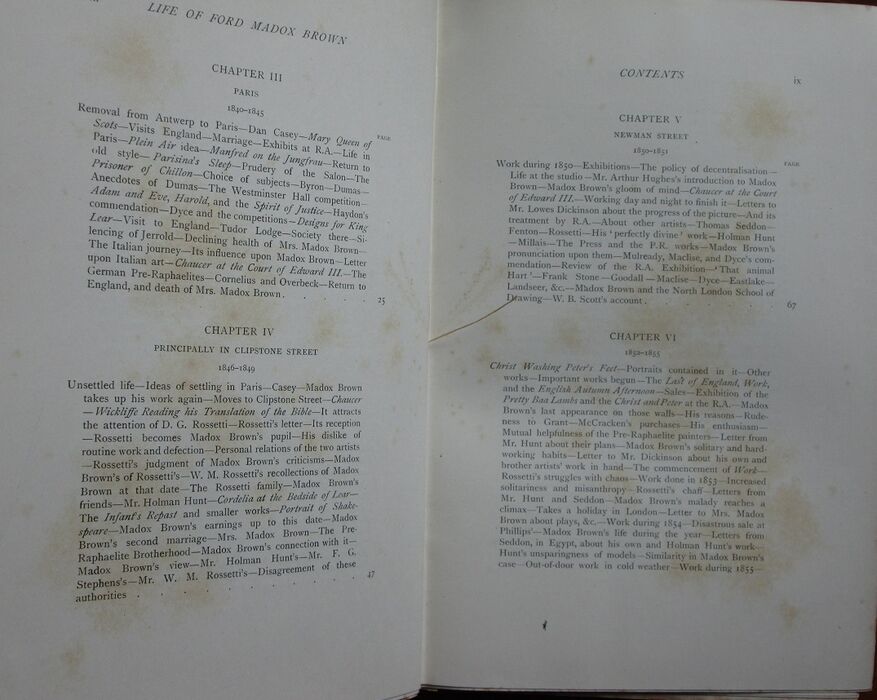 LIFE OF FORD MADOX BROWN
CHAPTER III
PARIS
1840–1845
PAGE
Removal from Antwerp to Paris—Dan Casey—Mary Queen of
Scots—Visits England—Marriage—Exhibits at R.A.—Life in
Paris—Plein Air idea—Manfred on the Jungfrau—Return to
old style—Parisina's Sleep—Prudery of the Salon—The
Prisoner of Chillon—Choice of subjects—Byron—Dumas—
Anecdotes of Dumas—The Westminster Hall competition—
Adam and Eve, Harold, and the Spirit of Justice—Haydon's
commendation—Dyce and the competitions—Designs for King
Lear—Visit to England—Tudor Lodge—Society there—Si-
lencing of Jerrold—Declining health of Mrs. Madox Brown—
The Italian journey—Its influence upon Madox Brown—Letter
upon Italian art—Chaucer at the Court of Edward III.—The
German Pre-Raphaelites—Cornelius and Overbeck—Return to
England, and death of Mrs. Madox Brown . . . . 25
CHAPTER IV
PRINCIPALLY IN CLIPSTONE STREET
1846–1849
Unsettled life—Ideas of settling in Paris—Casey—Madox Brown
takes up his work again—Moves to Clipstone Street—Chaucer
—Wickliffe Reading his Translation of the Bible—It attracts
the attention of D. G. Rossetti—Rossetti's letter—Its reception
—Rossetti becomes Madox Brown's pupil—His dislike of
routine work and defection—Personal relations of the two artists
—Rossetti's judgment of Madox Brown's criticisms—Madox
Brown's of Rossetti's—W. M. Rossetti's recollections of Madox
Brown at that date—The Rossetti family—Madox Brown's
friends—Mr. Holman Hunt—Cordelia at the Bedside of Lear—
The Infant's Repast and smaller works—Portrait of Shake-
speare—Madox Brown's earnings up to this date—Madox
Brown's second marriage—Mrs. Madox Brown—The Pre-
Raphaelite Brotherhood—Madox Brown's connection with it—
Madox Brown's view—Mr. Holman Hunt's—Mr. F. G.
Stephens's—Mr. W. M. Rossetti's—Disagreement of these
authorities . . . . . . . . 47
CONTENTS ix
CHAPTER V
NEWMAN STREET
1850–1851
PAGE
Work during 1850—Exhibitions—The policy of decentralisation—
Life at the studio—Mr. Arthur Hughes's introduction to Madox
Brown—Madox Brown's gloom of mind—Chaucer at the Court
of Edward III.—Working day and night to finish it—Letters to
Mr. Lowes Dickinson about the progress of the picture—And its
treatment by R.A.—About other artists—Thomas Seddon—
Fenton—Rossetti—His 'perfectly divine' work—Holman Hunt
—Millais—The Press and the P.R. works—Madox Brown's
pronunciation upon them—Mulready, Maclise, and Dyce's com-
mendation—Review of the R.A. Exhibition—'That animal
Hart'—Frank Stone—Goodall—Maclise—Dyce—Eastlake—
Landseer, &c.—Madox Brown and the North London School of
Drawing—W. B. Scott's account . . . . . 67
CHAPTER VI
1852–1855
Christ Washing Peter's Feet—Portraits contained in it—Other
works—Important works begun—The Last of England, Work,
and the English Autumn Afternoon—Sales—Exhibition of the
Pretty Baa Lambs and the Christ and Peter at the R.A.—Madox
Brown's last appearance on those walls—His reasons—Rude-
ness to Grant—McCracken's purchases—His enthusiasm—
Mutual helpfulness of the Pre-Raphaelite painters—Letter from
Mr. Hunt about their plans—Madox Brown's solitary and hard-
working habits—Letter to Mr. Dickinson about his own and
brother artists' work in hand—The commencement of Work—
Rossetti's struggles with chaos—Work done in 1853—Increased
solitariness and misanthropy—Rossetti's chaff—Letters from
Mr. Hunt and Seddon—Madox Brown's malady reaches a
climax—Takes a holiday in London—Letter to Mrs. Madox
Brown about plays, &c.—Work during 1854—Disastrous sale at
Phillips'—Madox Brown's life during the year—Letters from
Seddon, in Egypt, about his own and Holman Hunt's work—
Hunt's unsparingness of models—Similarity in Madox Brown's
case—Out-of-door work in cold weather—Work during 1855—